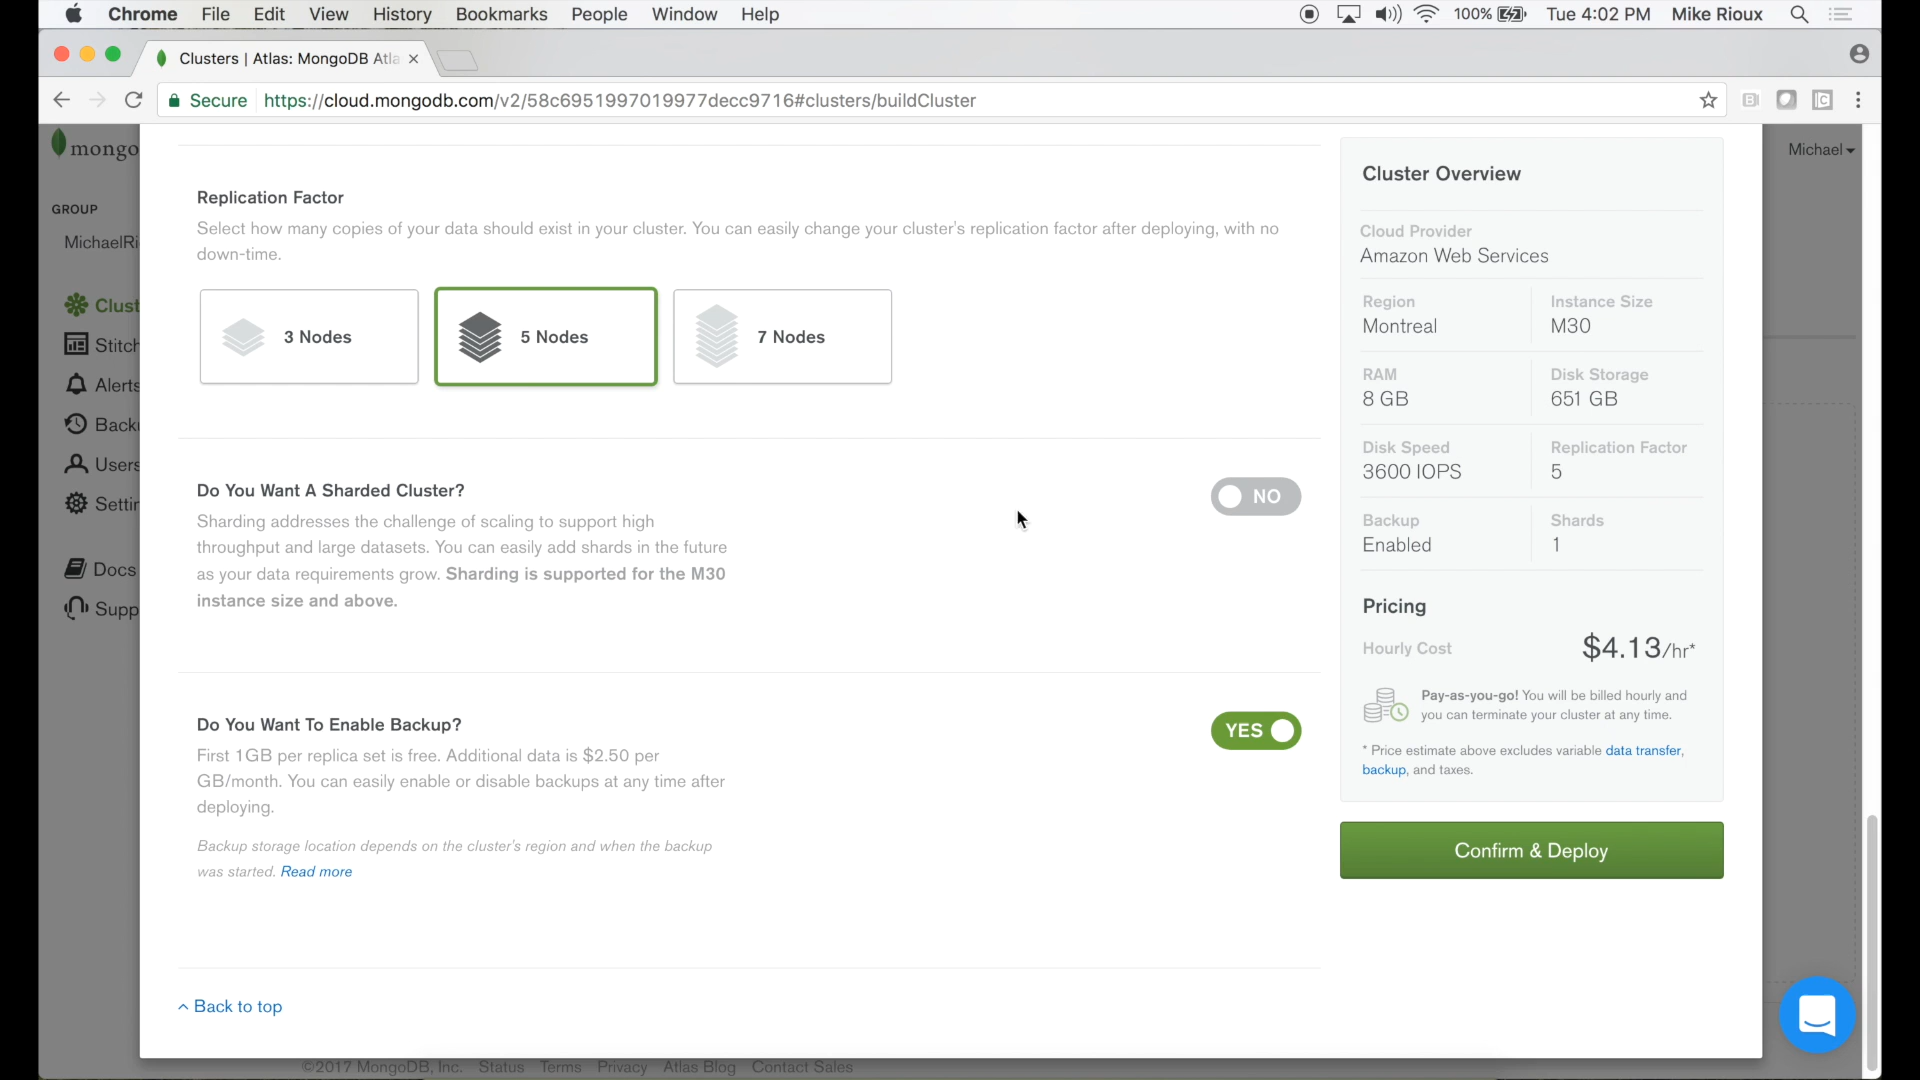 Chrome File Edit View History Bookmarks People Window Help 100% Tue 4:02 PM Mike Rioux
Clusters | Atlas: MongoDB Atla
Secure https://cloud.mongodb.com/v2/58c6951997019977decc9716#clusters/buildCluster
mongo
Michael
GROUP
MichaelRi
Clust
Stitch
Alerts
Backu
Users
Settin
Docs
Supp
Replication Factor
Select how many copies of your data should exist in your cluster. You can easily change your cluster's replication factor after deploying, with no
down-time.
3 Nodes 5 Nodes 7 Nodes
Do You Want A Sharded Cluster?
NO
Sharding addresses the challenge of scaling to support high
throughput and large datasets. You can easily add shards in the future
as your data requirements grow. Sharding is supported for the M30
instance size and above.
Do You Want To Enable Backup?
YES
First 1GB per replica set is free. Additional data is $2.50 per
GB/month. You can easily enable or disable backups at any time after
deploying.
Backup storage location depends on the cluster's region and when the backup
was started. Read more
Back to top
Cluster Overview
Cloud Provider
Amazon Web Services
Region Instance Size
Montreal M30
RAM Disk Storage
8 GB 651 GB
Disk Speed Replication Factor
3600 IOPS 5
Backup Shards
Enabled 1
Pricing
Hourly Cost $4.13/hr*
Pay-as-you-go! You will be billed hourly and
you can terminate your cluster at any time.
* Price estimate above excludes variable data transfer,
backup, and taxes.
Confirm & Deploy
©2017 MongoDB, Inc. Status Terms Privacy Atlas Blog Contact Sales